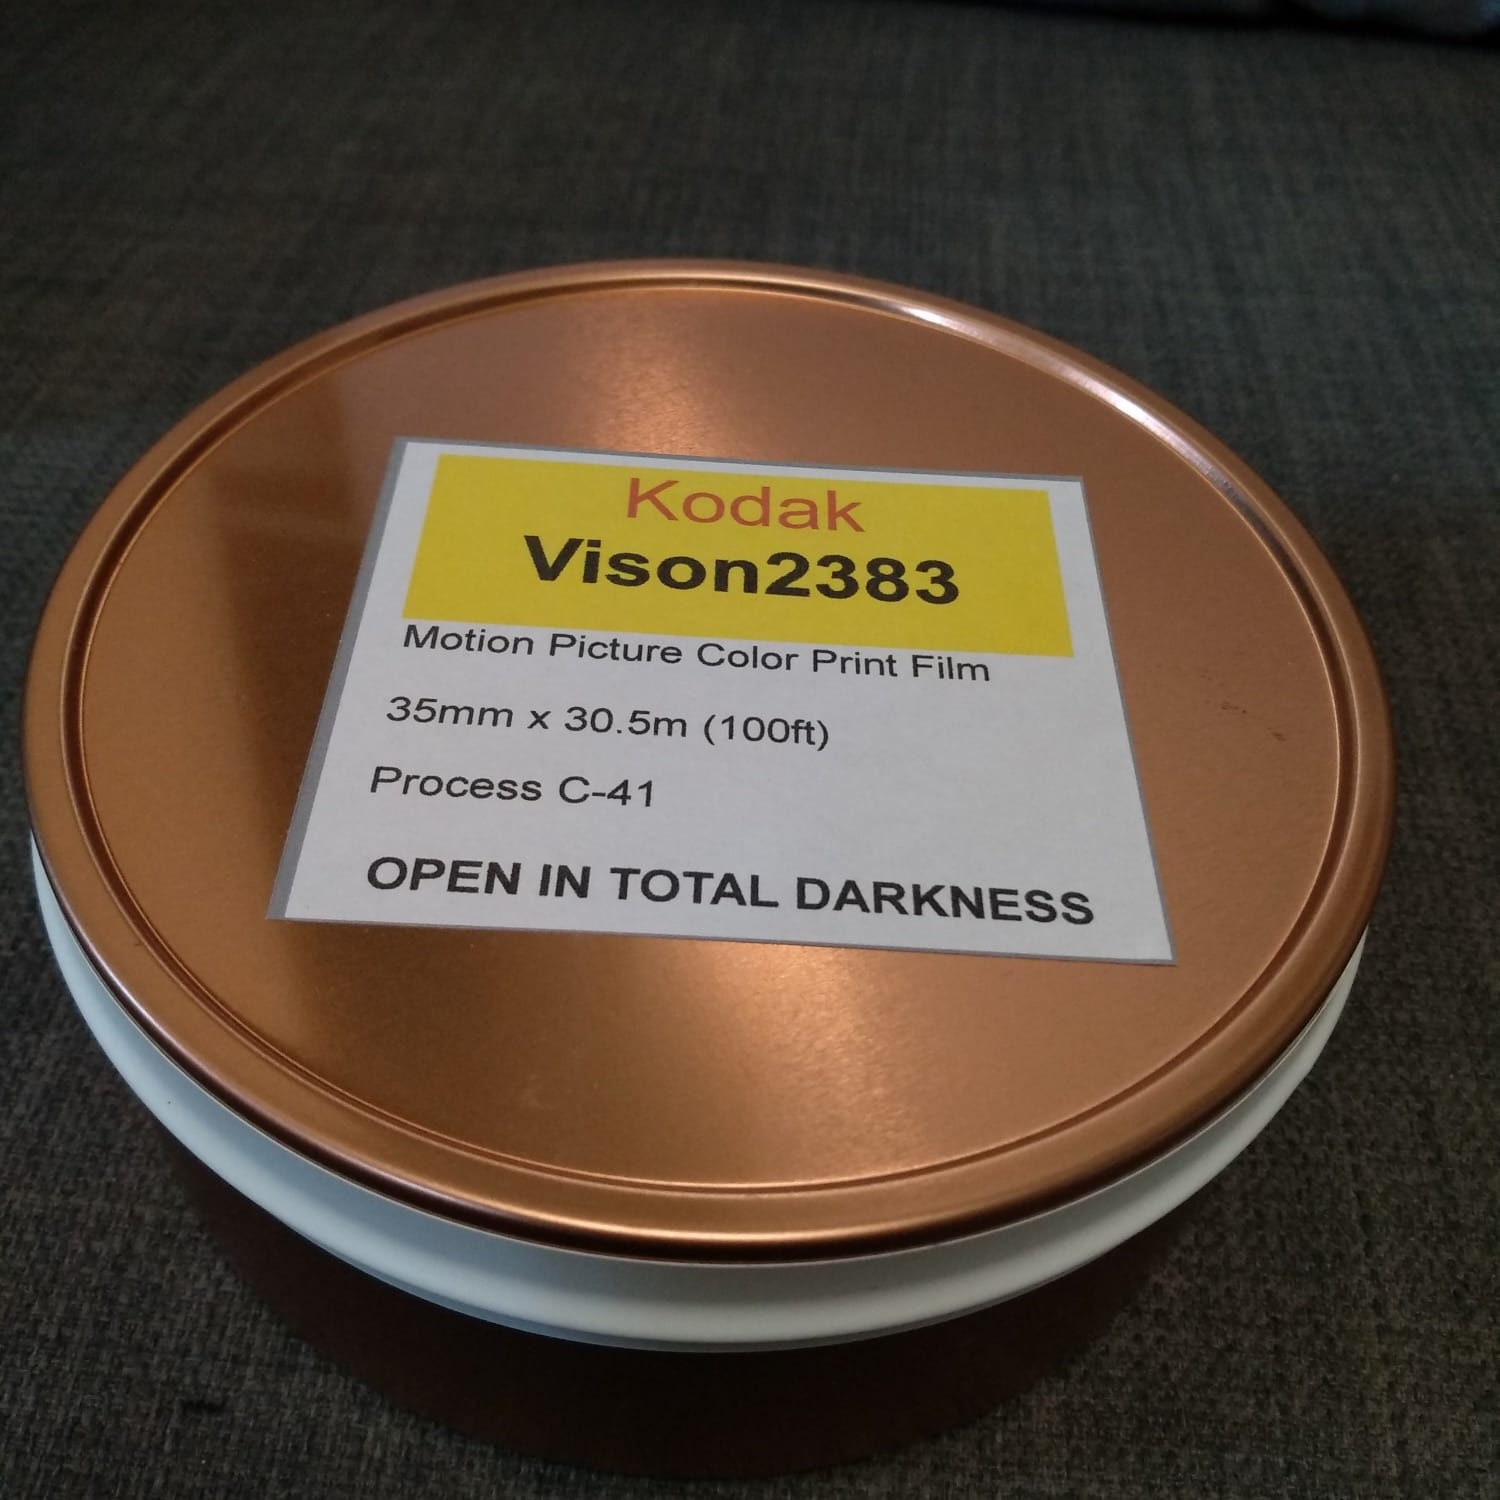 Kodak
Vison2383
Motion Picture Color Print Film
35mm x 30.5m (100ft)
Process C-41
OPEN IN TOTAL DARKNESS